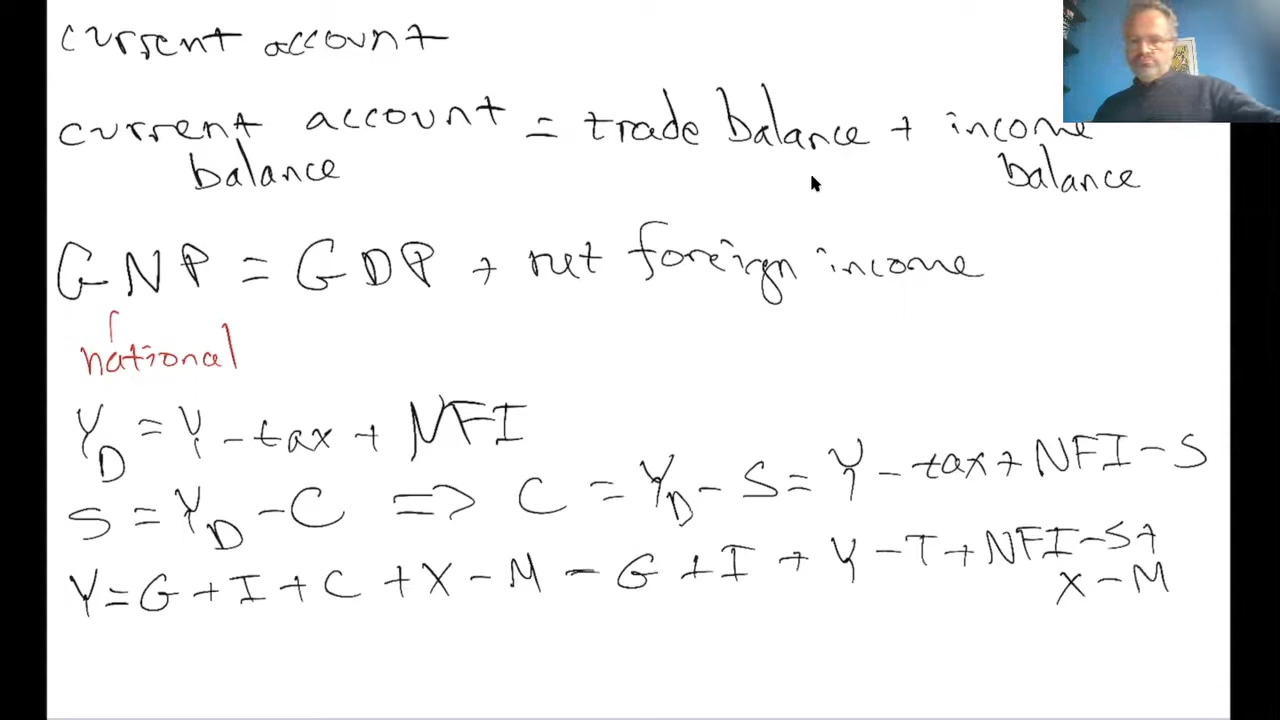 current account
current account = trade balance + income
balance balance
GNP = GDP + net foreign income
national
Y_D = Y - tax + NFI
S = Y_D - C => C = Y_D - S = Y - tax + NFI - S
Y = G + I + C + X - M - G + I + Y - T + NFI - S +
X - M